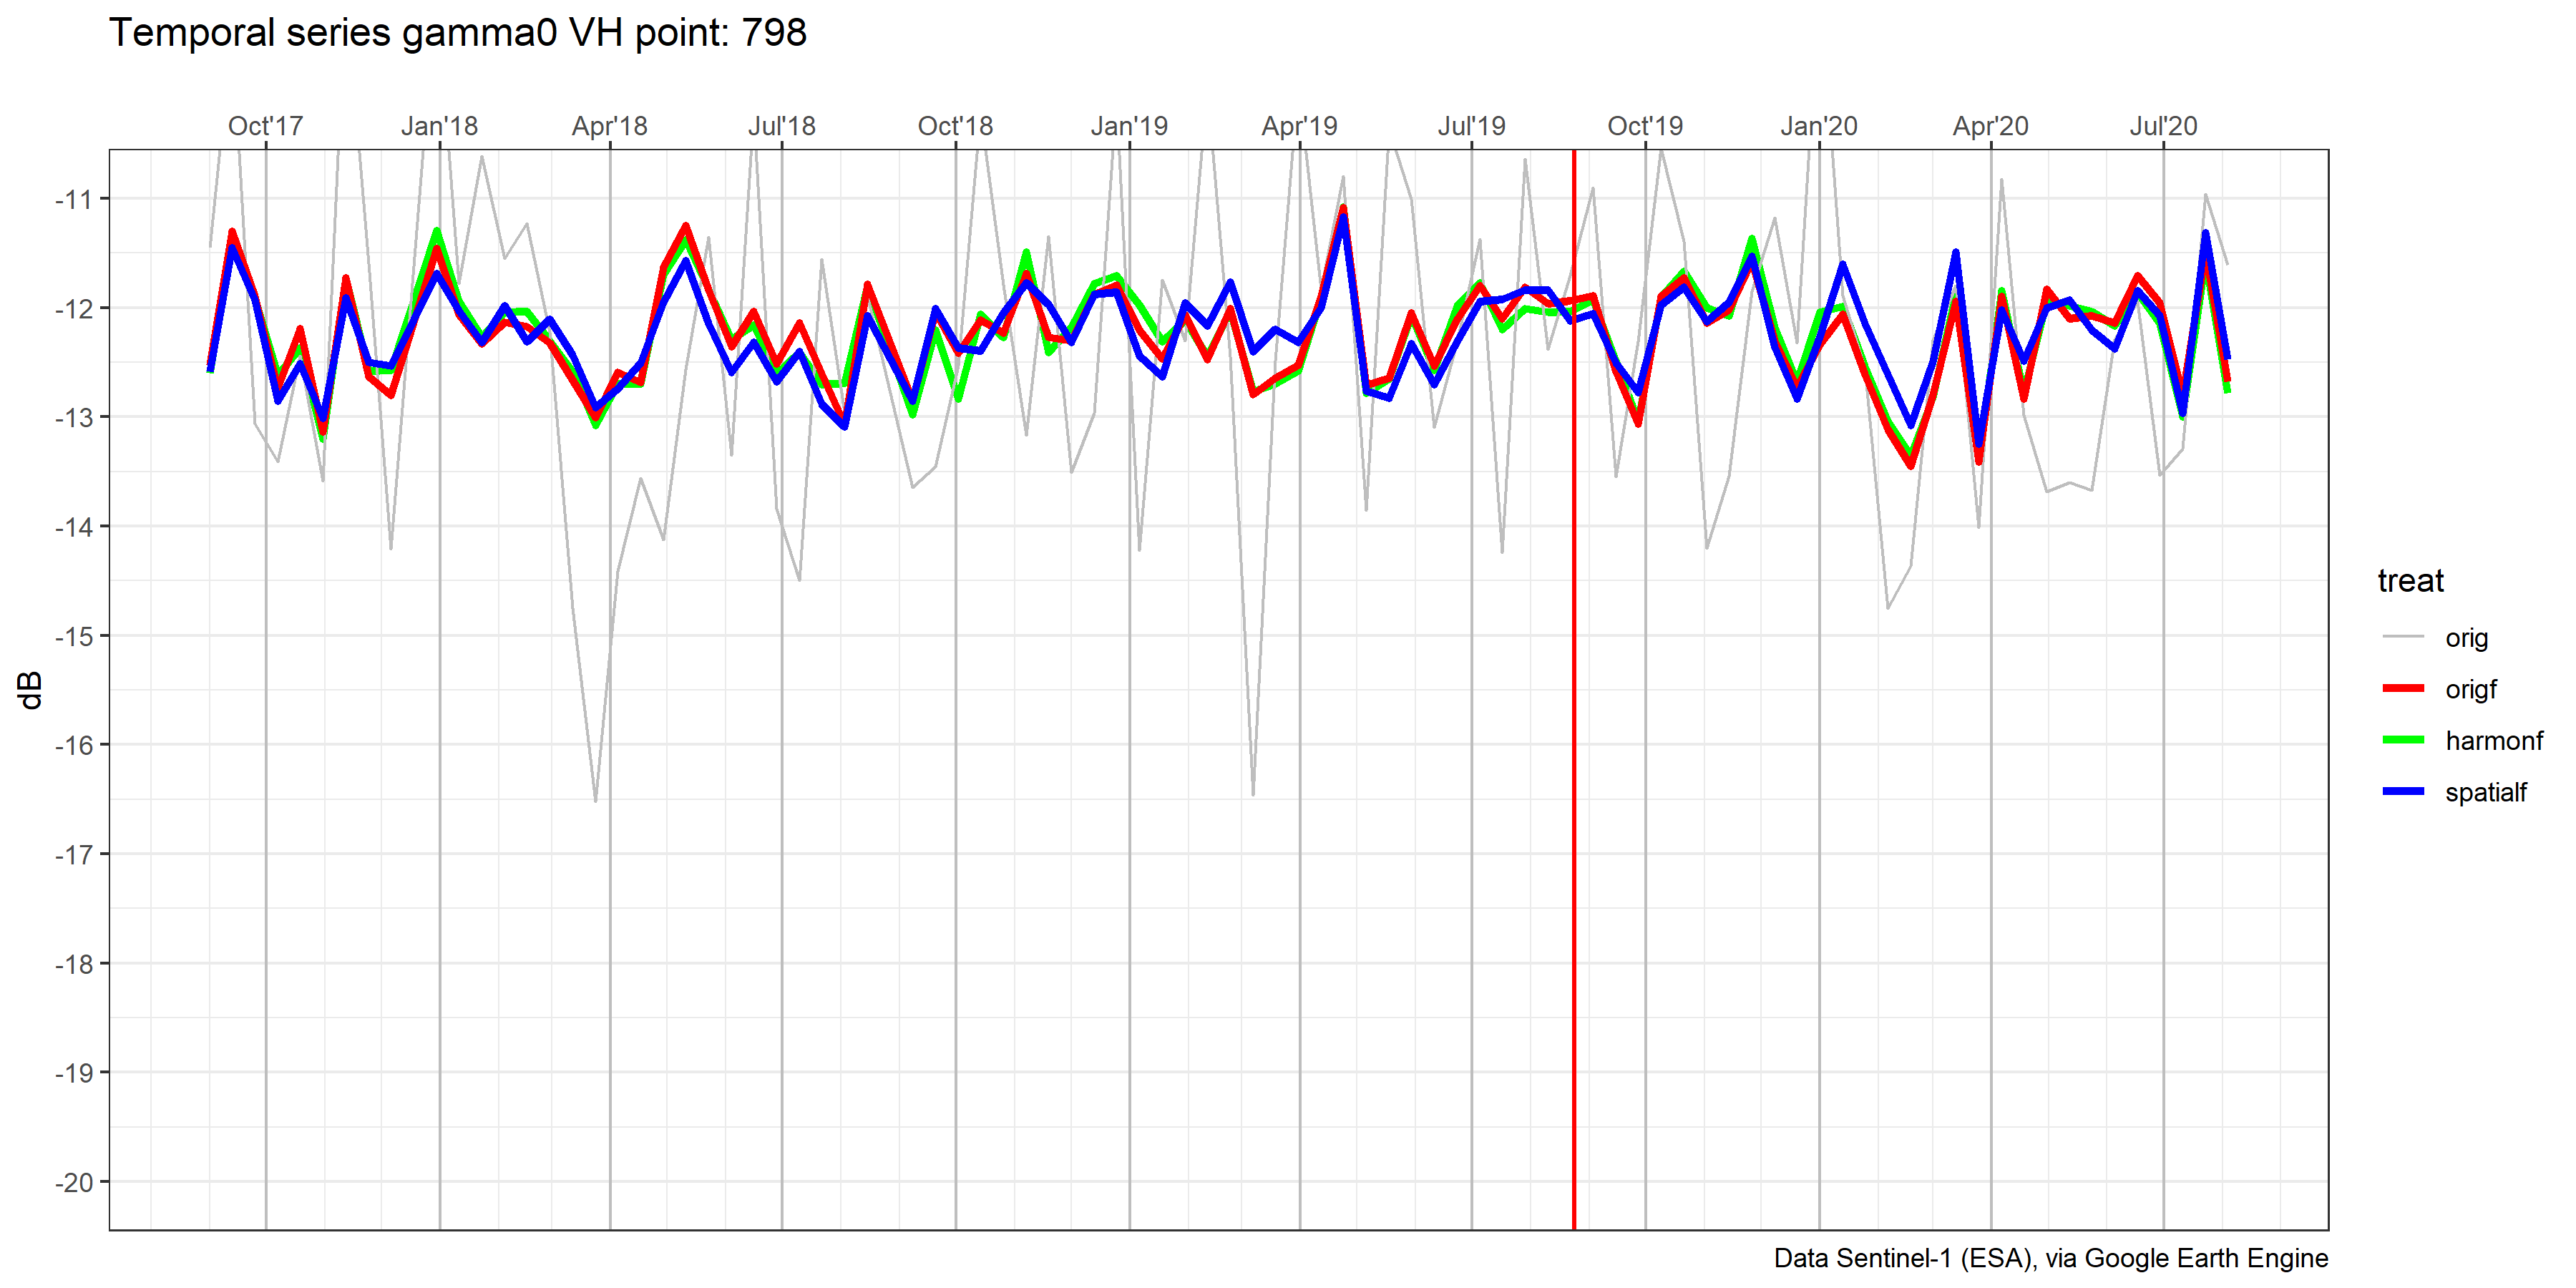 Temporal series gamma0 VH point: 798
Oct'17 Jan'18 Apr'18 Jul'18 Oct'18 Jan'19 Apr'19 Jul'19 Oct'19 Jan'20 Apr'20 Jul'20
-11
-12
-13
-14
-15
-16
-17
-18
-19
-20
dB
treat
orig
origf
harmonf
spatialf
Data Sentinel-1 (ESA), via Google Earth Engine